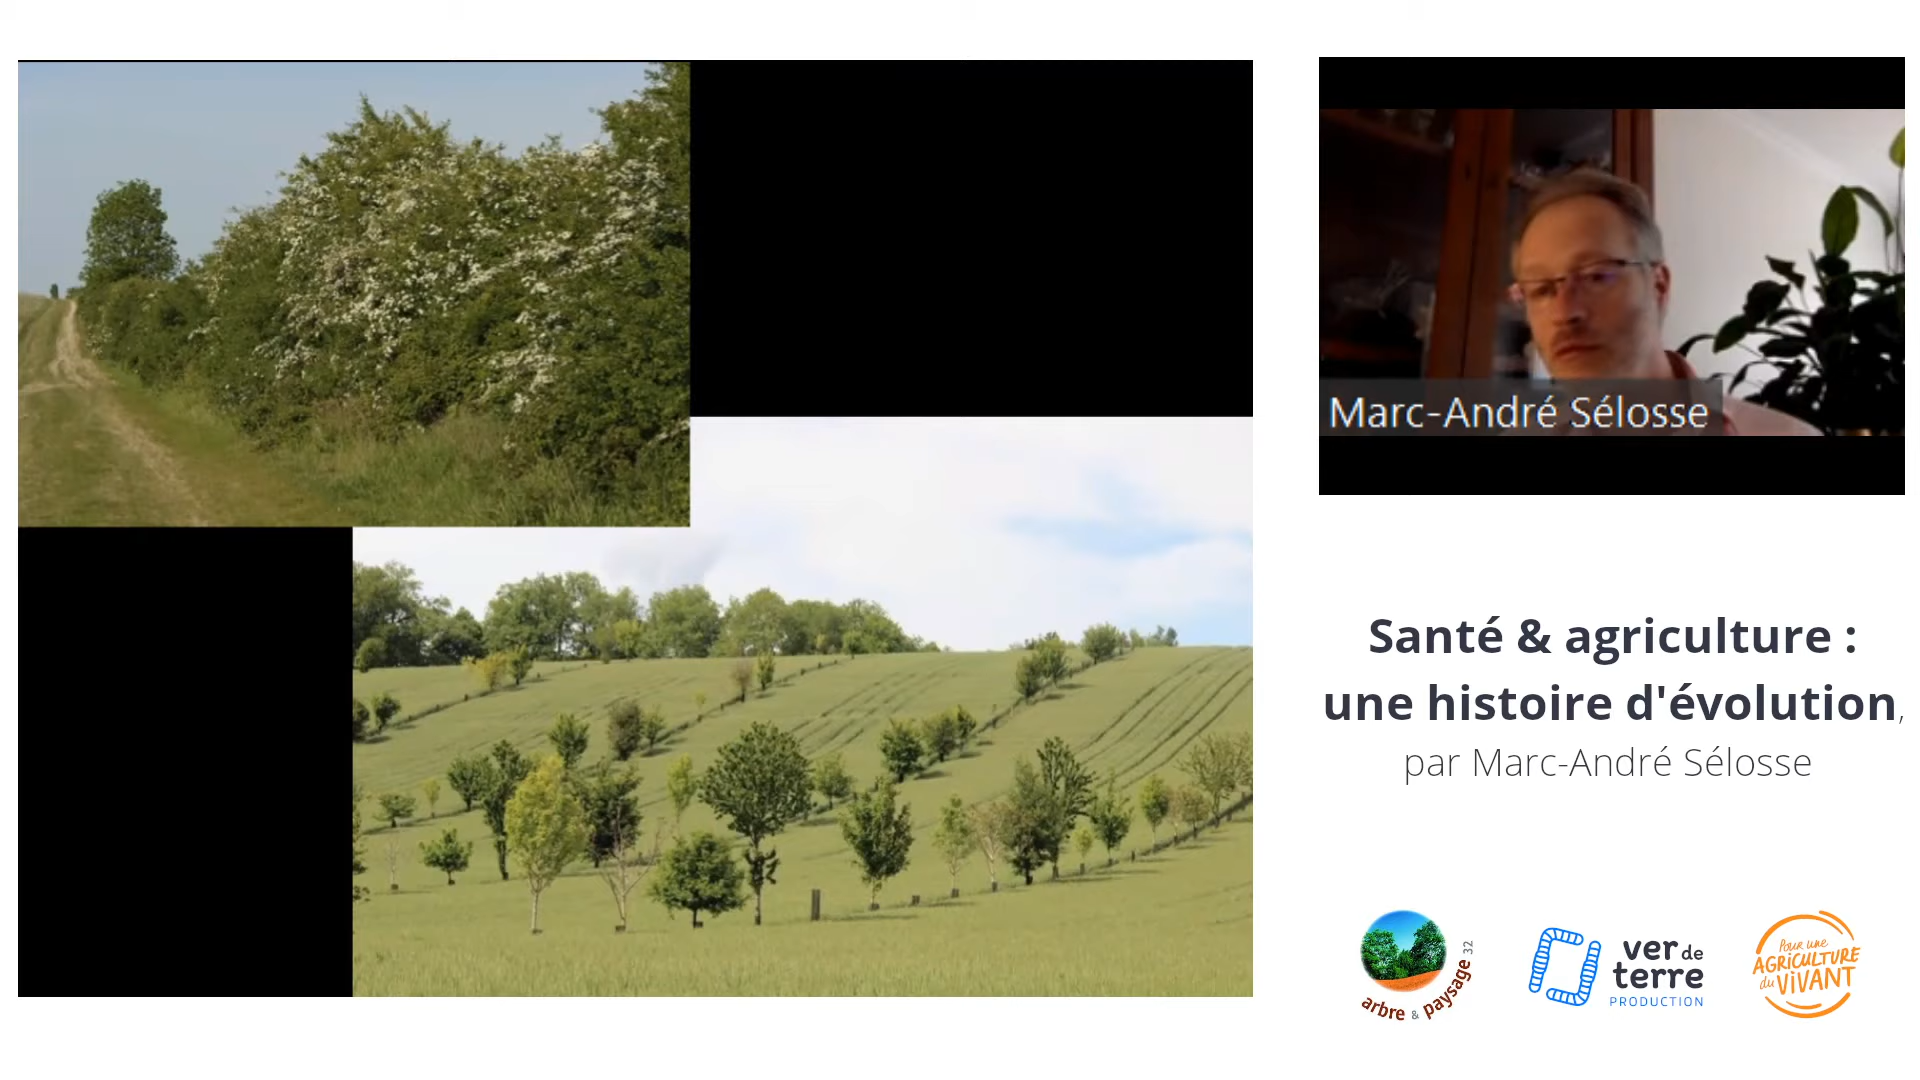 Marc-André Sélosse
Santé & agriculture :
une histoire d'évolution,
par Marc-André Sélosse
arbre & paysage 32
ver de
terre
PRODUCTION
Pour une
AGRICULTURE
du ViVANT